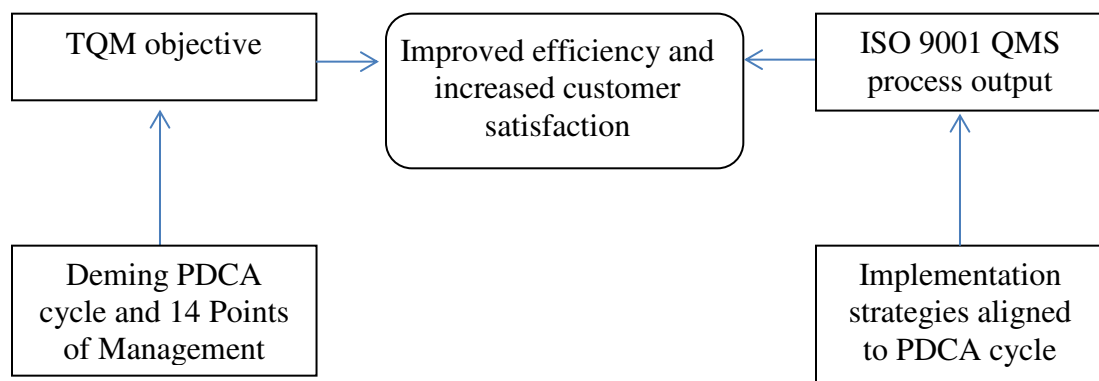 TQM objective
Improved efficiency and
increased customer
satisfaction
ISO 9001 QMS
process output
Deming PDCA
cycle and 14 Points
of Management
Implementation
strategies aligned
to PDCA cycle